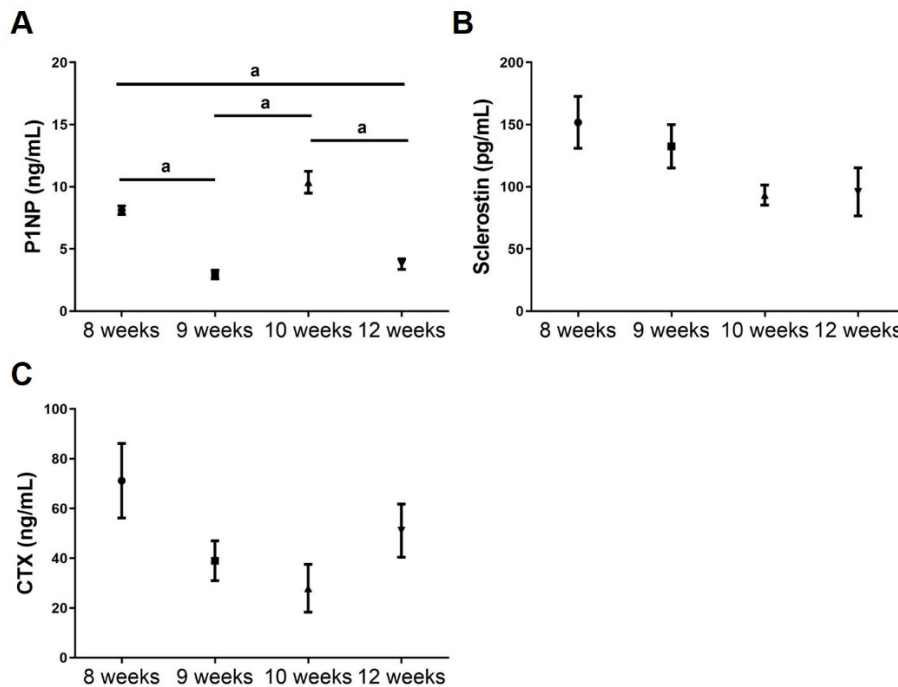 A
P1NP (ng/mL)
20
15
10
5
0
a
a
a
a
8 weeks 9 weeks 10 weeks 12 weeks
B
Sclerostin (pg/mL)
200
150
100
50
0
8 weeks 9 weeks 10 weeks 12 weeks
C
CTX (ng/mL)
100
80
60
40
20
0
8 weeks 9 weeks 10 weeks 12 weeks